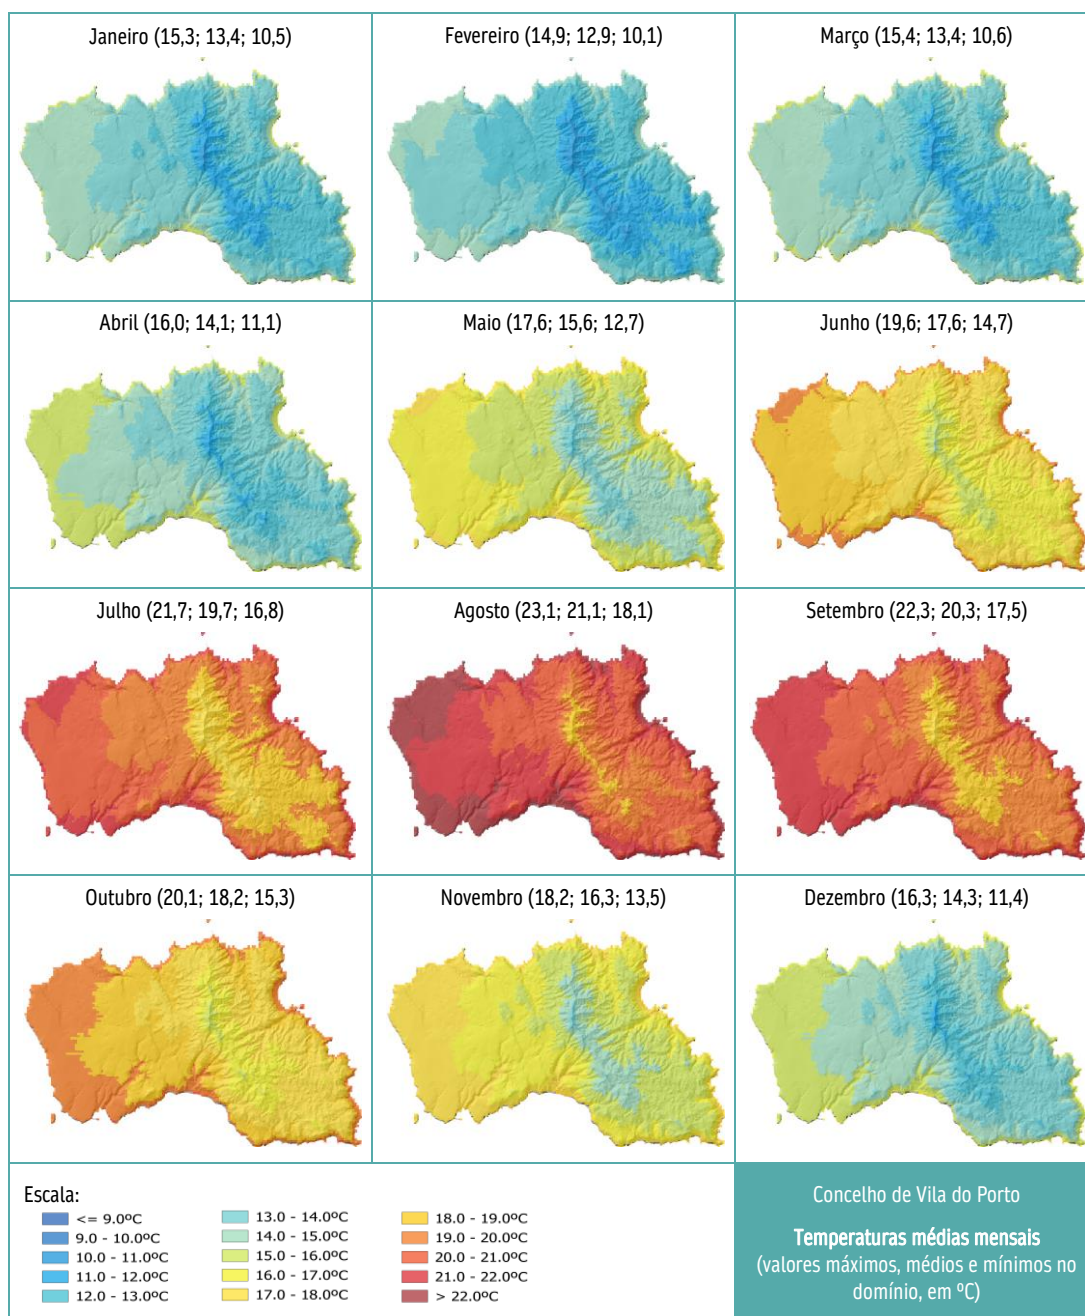 Janeiro (15,3; 13,4; 10,5)
Fevereiro (14,9; 12,9; 10,1)
Março (15,4; 13,4; 10,6)
Abril (16,0; 14,1; 11,1)
Maio (17,6; 15,6; 12,7)
Junho (19,6; 17,6; 14,7)
Julho (21,7; 19,7; 16,8)
Agosto (23,1; 21,1; 18,1)
Setembro (22,3; 20,3; 17,5)
Outubro (20,1; 18,2; 15,3)
Novembro (18,2; 16,3; 13,5)
Dezembro (16,3; 14,3; 11,4)
Escala:
<= 9.0ºC
9.0 - 10.0ºC
10.0 - 11.0ºC
11.0 - 12.0ºC
12.0 - 13.0ºC
13.0 - 14.0ºC
14.0 - 15.0ºC
15.0 - 16.0ºC
16.0 - 17.0ºC
17.0 - 18.0ºC
18.0 - 19.0ºC
19.0 - 20.0ºC
20.0 - 21.0ºC
21.0 - 22.0ºC
> 22.0ºC
Concelho de Vila do Porto
Temperaturas médias mensais
(valores máximos, médios e mínimos no
domínio, em ºC)